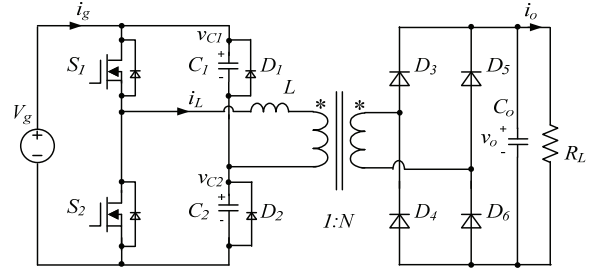 i_g
i_o
v_C1
S_1
C_1
D_1
D_3
D_5
+
-
i_L
L
*
*
C_o
V_g
+
-
v_o
+
-
R_L
v_C2
S_2
C_2
D_2
+
-
1:N
D_4
D_6